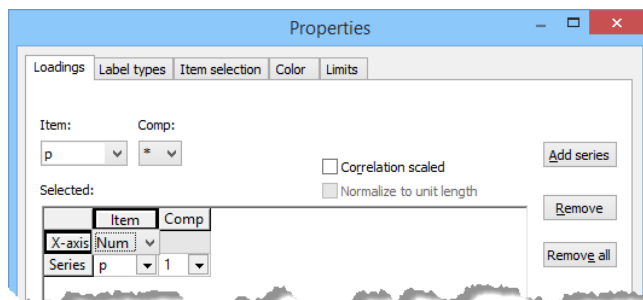 Properties
Loadings Label types Item selection Color Limits
Item: Comp:
p * Add series
Correlation scaled
Selected: Normalize to unit length
Item Comp Remove
X-axis Num
Series p 1 Remove all